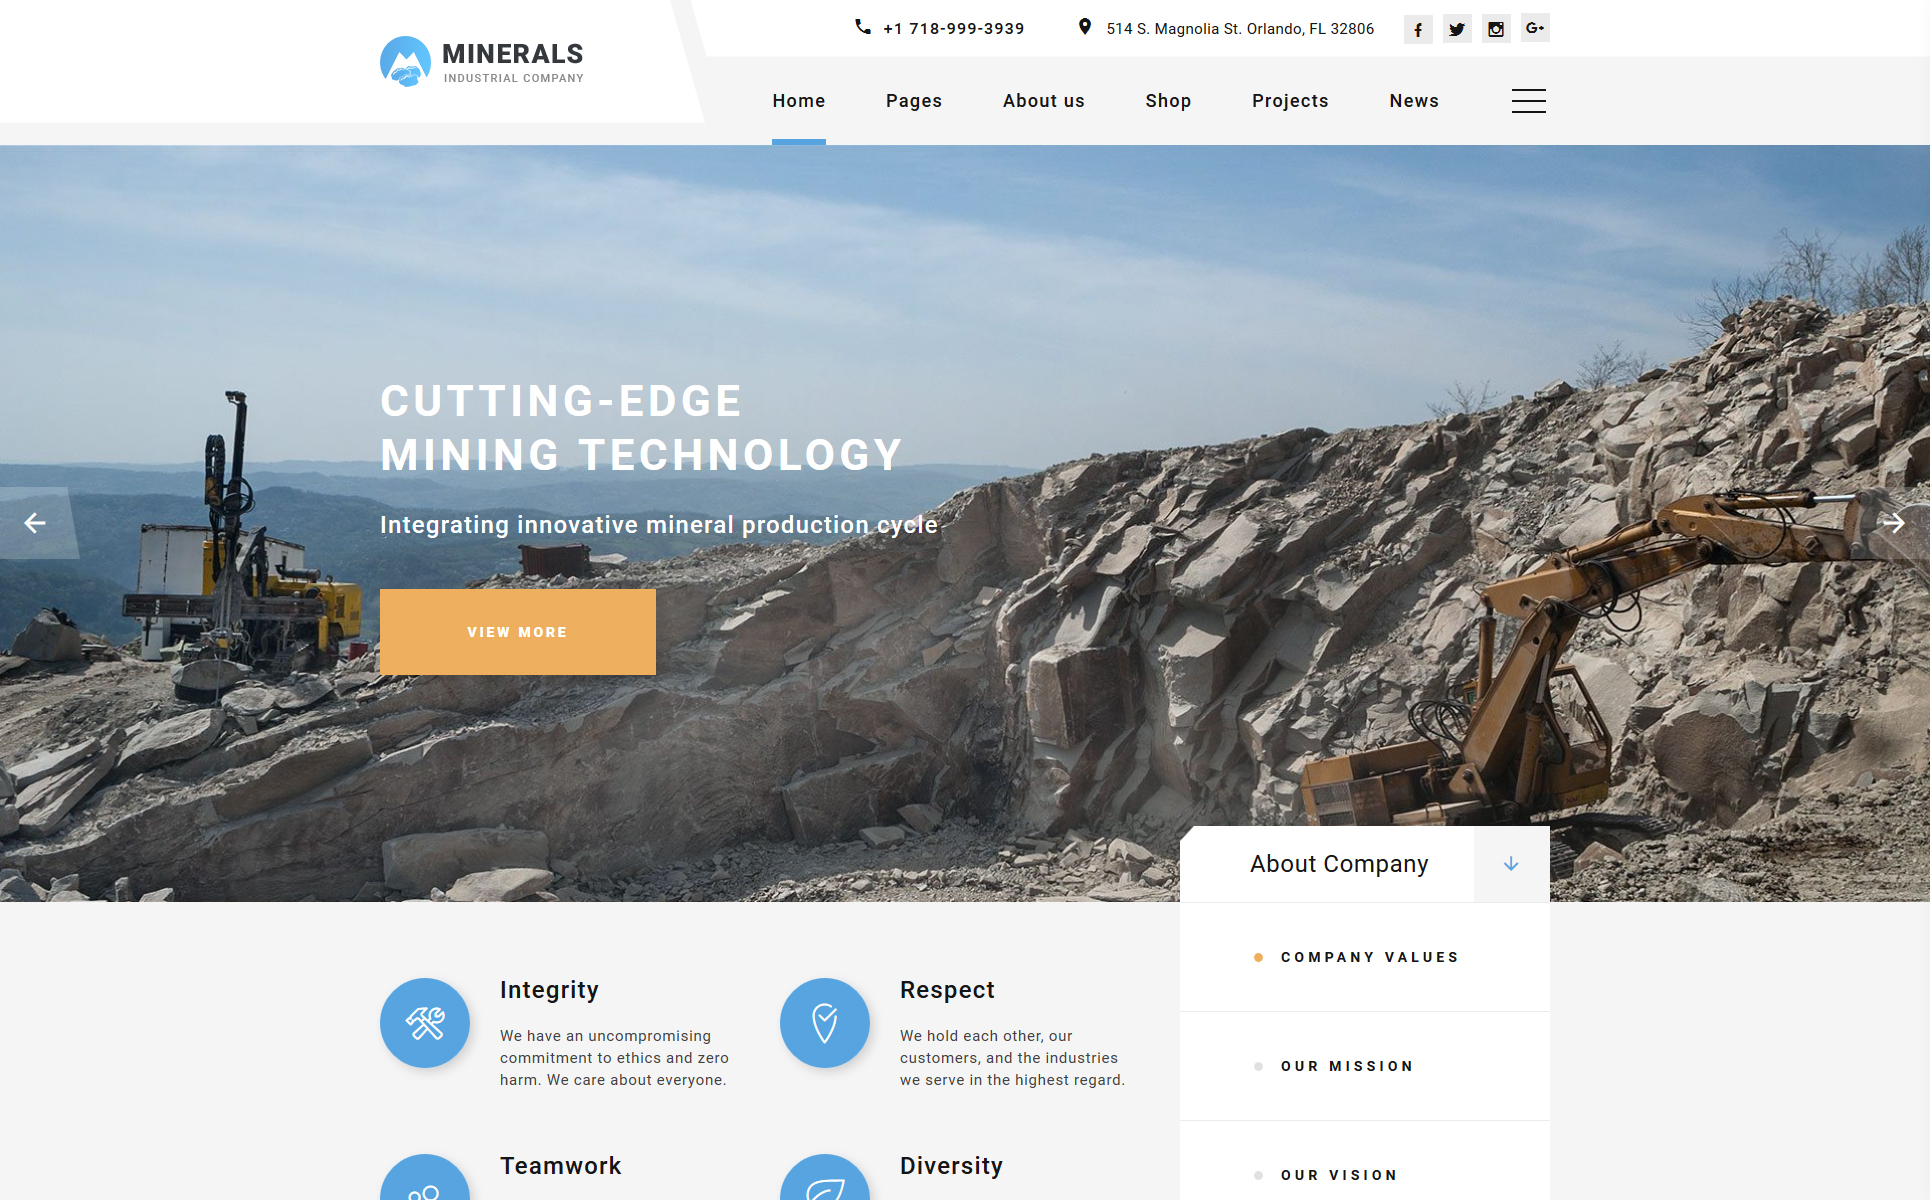 +1 718-999-3939
514 S. Magnolia St. Orlando, FL 32806
MINERALS
INDUSTRIAL COMPANY
Home
Pages
About us
Shop
Projects
News
CUTTING-EDGE
MINING TECHNOLOGY
Integrating innovative mineral production cycle
VIEW MORE
About Company
COMPANY VALUES
OUR MISSION
OUR VISION
Integrity
We have an uncompromising
commitment to ethics and zero
harm. We care about everyone.
Respect
We hold each other, our
customers, and the industries
we serve in the highest regard.
Teamwork
Diversity